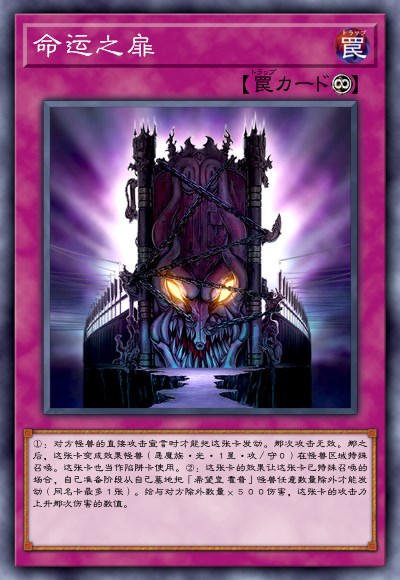 命运之扉
トラップ
罠
トラップ
【罠カード】
①：对方怪兽的直接攻击宣言时才能把这张卡发动。那次攻击无效。那之
后，这张卡变成效果怪兽（恶魔族·光·1星·攻/守0）在怪兽区域特殊
召唤。这张卡也当作陷阱卡使用。②：这张卡的效果让这张卡已特殊召唤的
场合，自己准备阶段从自己墓地把「希望皇 霍普」怪兽任意数量除外才能发
动（同名卡最多1张）。给与对方除外数量×500伤害，这张卡的攻击力
上升那次伤害的数值。